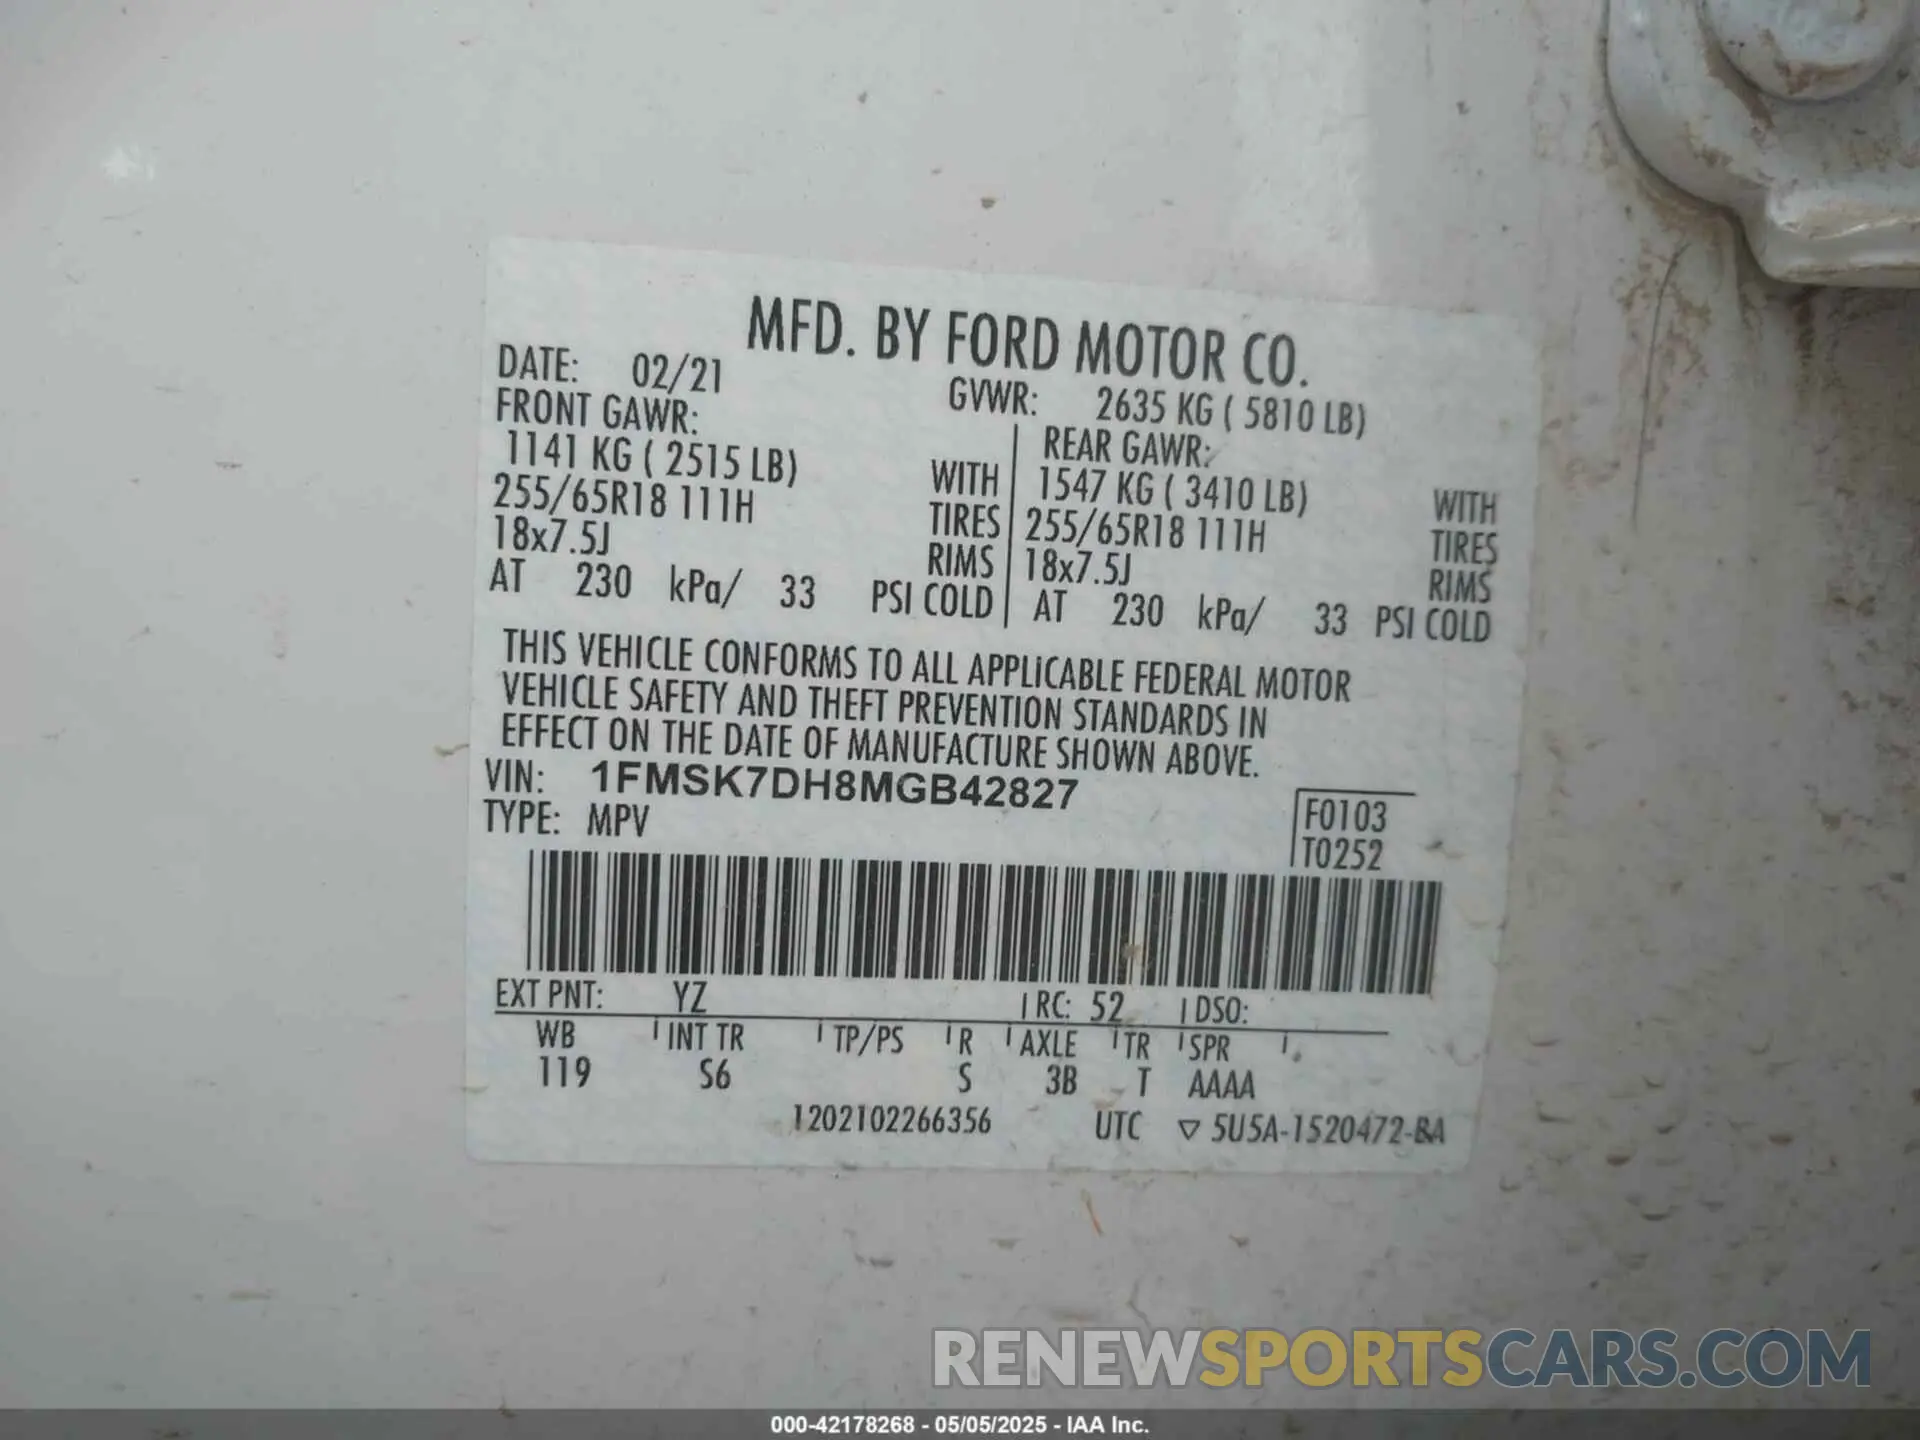 MFD. BY FORD MOTOR CO.
DATE: 02/21 GVWR: 2635 KG ( 5810 LB)
FRONT GAWR: REAR GAWR:
1141 KG ( 2515 LB) WITH 1547 KG ( 3410 LB) WITH
255/65R18 111H TIRES 255/65R18 111H TIRES
18x7.5J RIMS 18x7.5J RIMS
AT 230 kPa/ 33 PSI COLD AT 230 kPa/ 33 PSI COLD
THIS VEHICLE CONFORMS TO ALL APPLICABLE FEDERAL MOTOR
VEHICLE SAFETY AND THEFT PREVENTION STANDARDS IN
EFFECT ON THE DATE OF MANUFACTURE SHOWN ABOVE.
VIN: 1FMSK7DH8MGB42827
TYPE: MPV
F0103
T0252
EXT PNT: YZ RC: 52 DSO:
WB INT TR TP/PS R AXLE TR SPR
119 S6 S 3B T AAAA
1202102266356 UTC ▽ 5U5A-1520472-BA
RENEWSPORTSCARS.COM
000-42178268 - 05/05/2025 - IAA Inc.